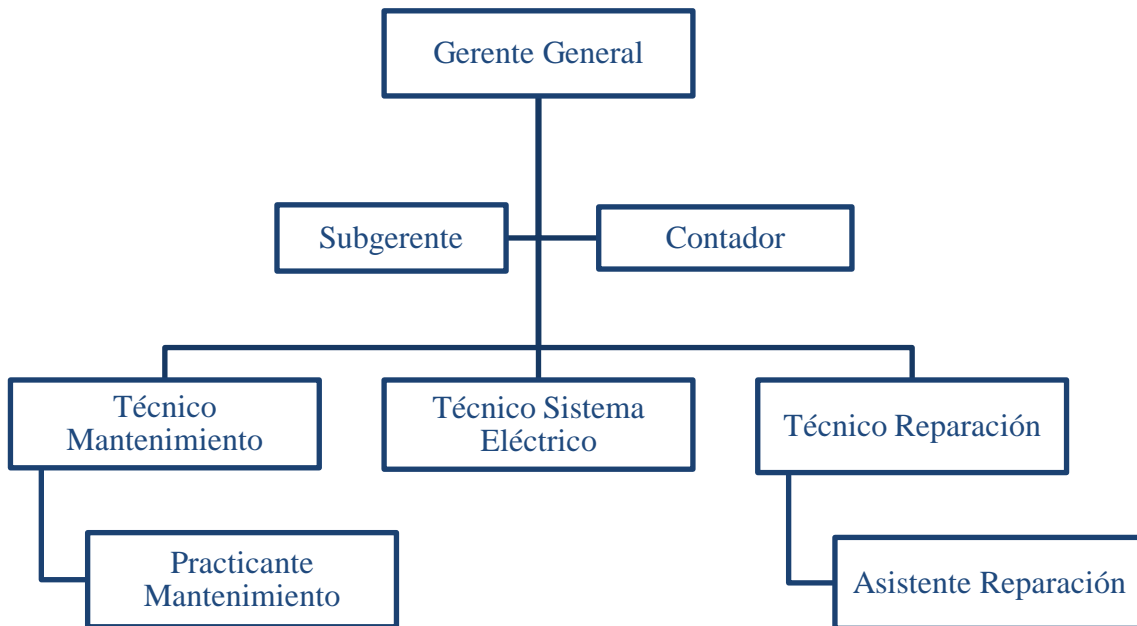 Gerente General
Subgerente
Contador
Técnico
Mantenimiento
Técnico Sistema
Eléctrico
Técnico Reparación
Practicante
Mantenimiento
Asistente Reparación